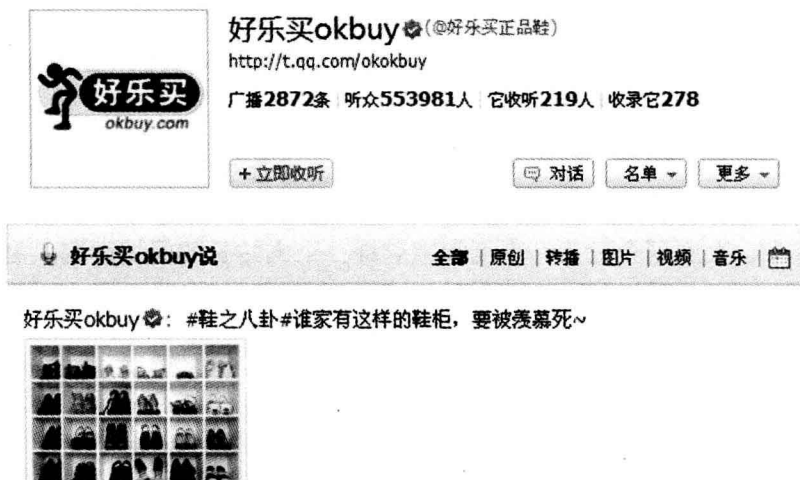 好乐买okbuy(@好乐买正品鞋)
http://t.qq.com/okokbuy
好乐买
okbuy.com
广播2872条 | 听众553981人 | 它收听219人 | 收录它278
+ 立即收听
对话
名单
更多
好乐买okbuy说
全部 | 原创 | 转播 | 图片 | 视频 | 音乐 |
好乐买okbuy: #鞋之八卦#谁家有这样的鞋柜，要被羡慕死~